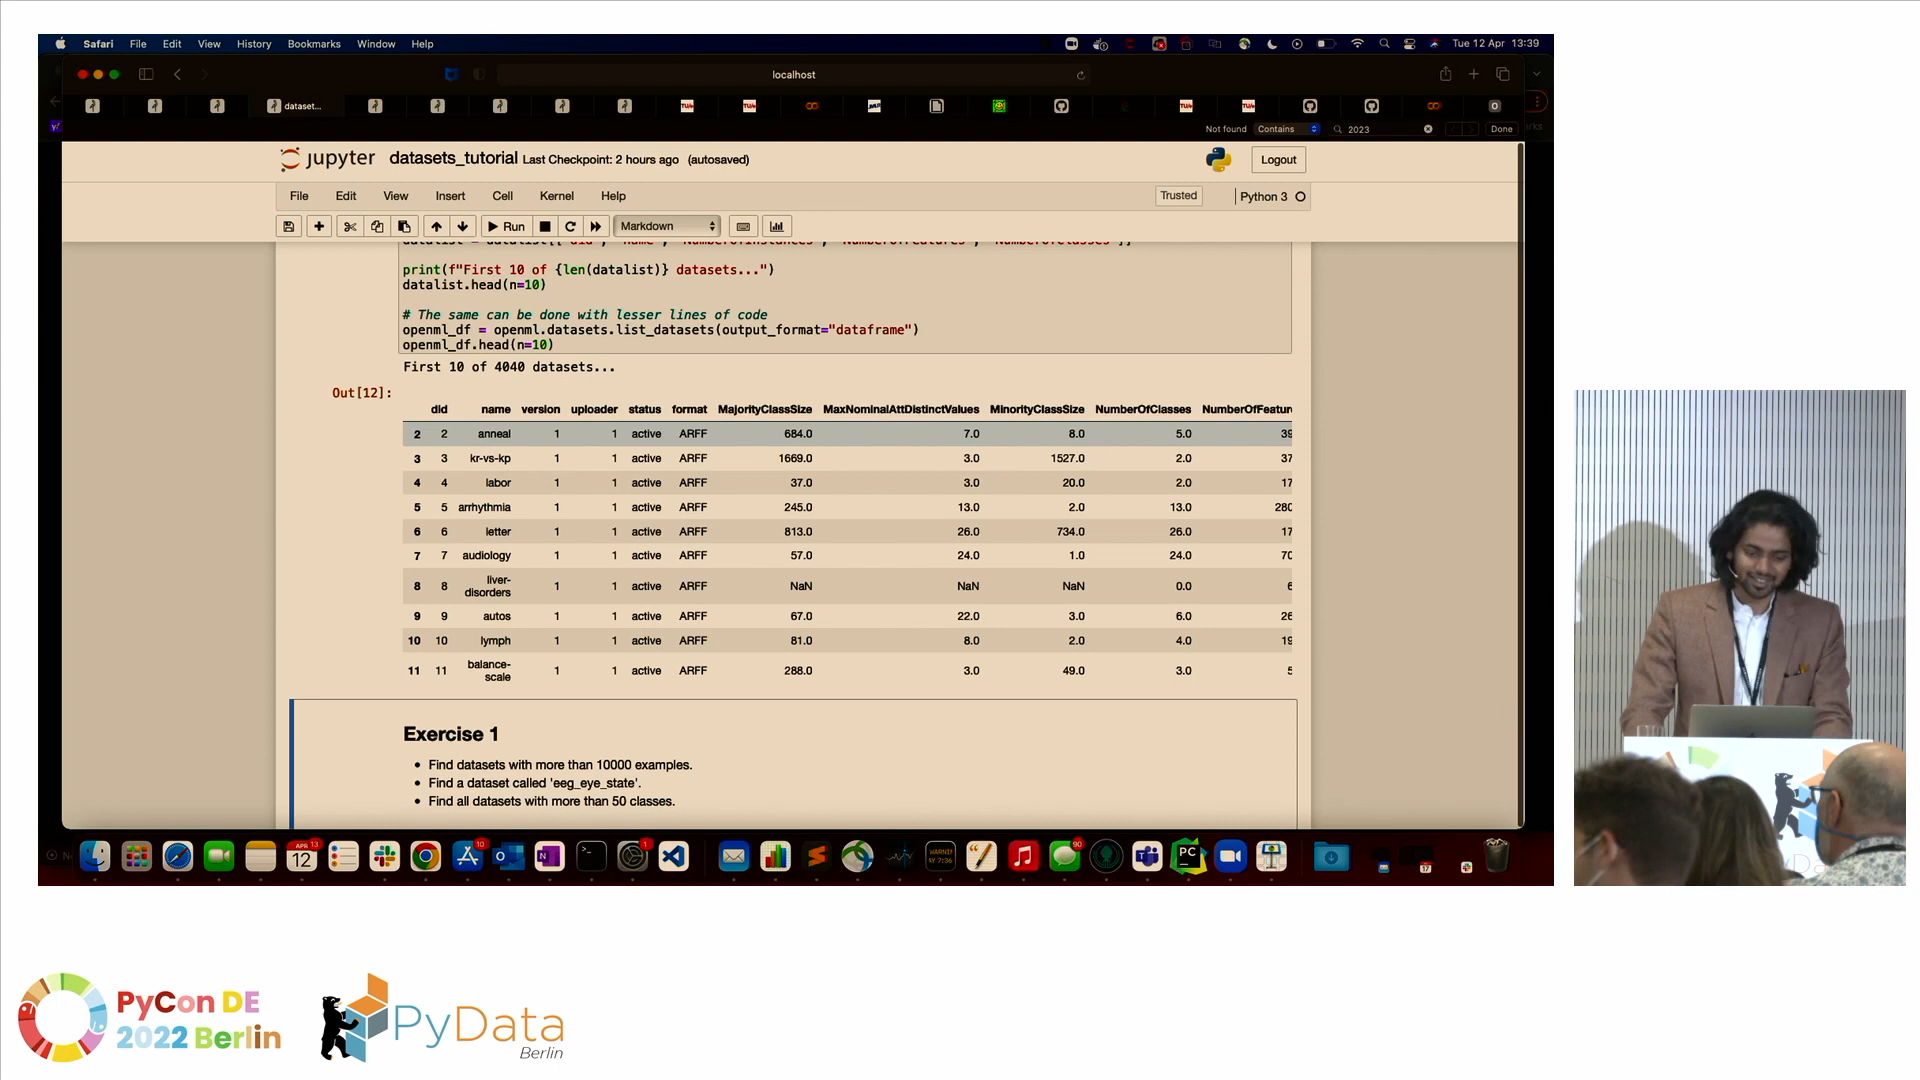 Safari File Edit View History Bookmarks Window Help Tue 12 Apr 13:39
localhost
dataset...
Not found Contains 2023 Done
jupyter datasets_tutorial Last Checkpoint: 2 hours ago (autosaved) Logout
File Edit View Insert Cell Kernel Help Trusted Python 3
Run Markdown
print(f"First 10 of {len(datalist)} datasets...")
datalist.head(n=10)
# The same can be done with lesser lines of code
openml_df = openml.datasets.list_datasets(output_format="dataframe")
openml_df.head(n=10)
First 10 of 4040 datasets...
Out[12]:
did name version uploader status format MajorityClassSize MaxNominalAttDistinctValues MinorityClassSize NumberOfClasses NumberOfFeatur
2 2 anneal 1 1 active ARFF 684.0 7.0 8.0 5.0 39
3 3 kr-vs-kp 1 1 active ARFF 1669.0 3.0 1527.0 2.0 37
4 4 labor 1 1 active ARFF 37.0 3.0 20.0 2.0 17
5 5 arrhythmia 1 1 active ARFF 245.0 13.0 2.0 13.0 280
6 6 letter 1 1 active ARFF 813.0 26.0 734.0 26.0 17
7 7 audiology 1 1 active ARFF 57.0 24.0 1.0 24.0 70
8 8 liver-disorders 1 1 active ARFF NaN NaN NaN 0.0 6
9 9 autos 1 1 active ARFF 67.0 22.0 3.0 6.0 26
10 10 lymph 1 1 active ARFF 81.0 8.0 2.0 4.0 19
11 11 balance-scale 1 1 active ARFF 288.0 3.0 49.0 3.0 5
Exercise 1
Find datasets with more than 10000 examples.
Find a dataset called 'eeg_eye_state'.
Find all datasets with more than 50 classes.
PyCon DE
2022 Berlin
PyData
Berlin